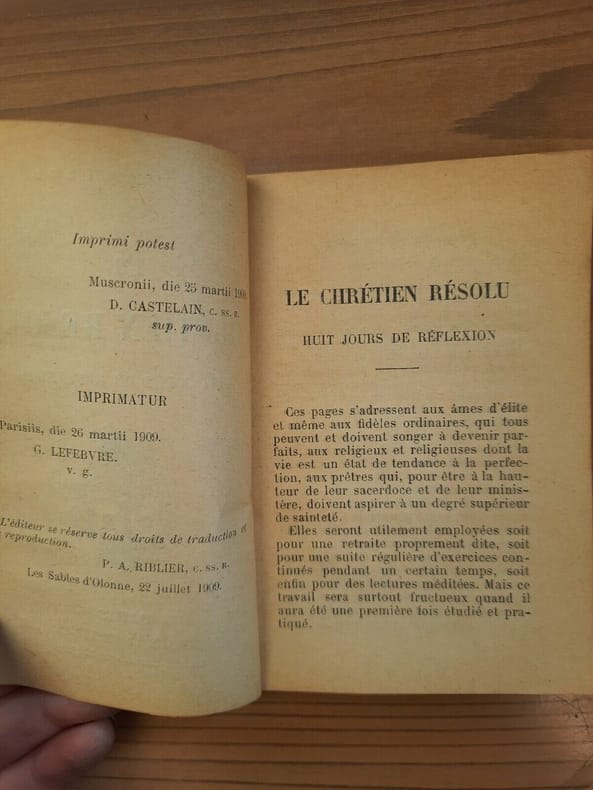 Imprimi potest
Muscronii, die 25 martii 1909
D. CASTELAIN, C. SS. R.
sup. prov.
IMPRIMATUR
Parisiis, die 26 martii 1909.
G. LEFEBVRE.
v. g.
L'éditeur se réserve tous droits de traduction et
reproduction.
P. A. RIBLIER, C. SS. R.
Les Sables d'Olonne, 22 juillet 1909.
LE CHRÉTIEN RÉSOLU
HUIT JOURS DE RÉFLEXION
Ces pages s'adressent aux âmes d'élite
et même aux fidèles ordinaires, qui tous
peuvent et doivent songer à devenir par-
faits, aux religieux et religieuses dont la
vie est un état de tendance à la perfec-
tion, aux prêtres qui, pour être à la hau-
teur de leur sacerdoce et de leur minis-
tère, doivent aspirer à un degré supérieur
de sainteté.
Elles seront utilement employées soit
pour une retraite proprement dite, soit
pour une suite régulière d'exercices con-
tinués pendant un certain temps, soit
enfin pour des lectures méditées. Mais ce
travail sera surtout fructueux quand il
aura été une première fois étudié et pra-
tiqué.